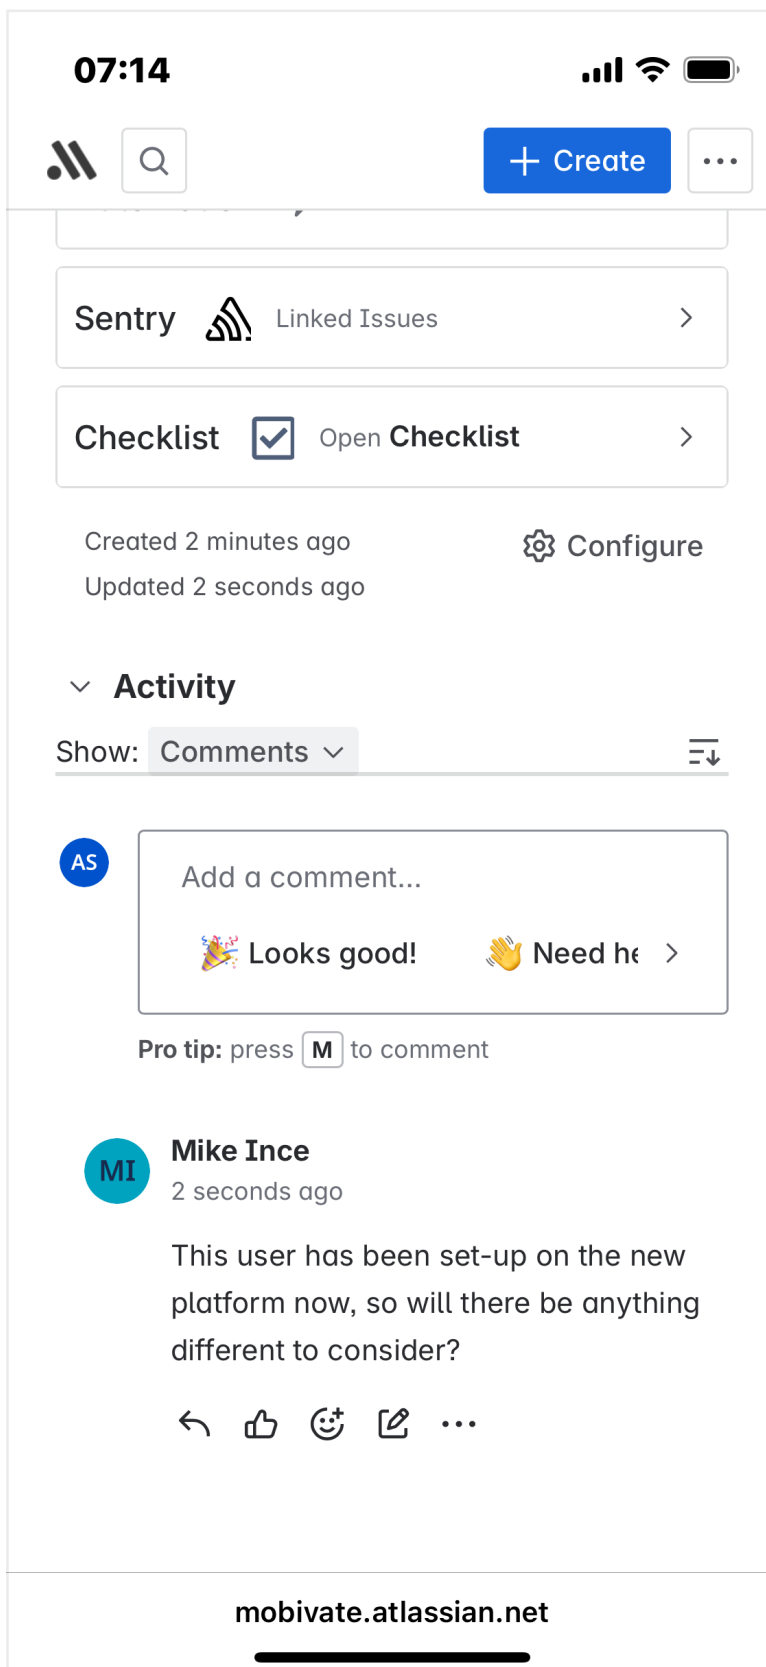 07:14
Create
Sentry Linked Issues
Checklist Open Checklist
Created 2 minutes ago
Configure
Updated 2 seconds ago
Activity
Show: Comments
AS
Add a comment...
🎉 Looks good! 👋 Need he
Pro tip: press M to comment
MI
Mike Ince
2 seconds ago
This user has been set-up on the new
platform now, so will there be anything
different to consider?
mobivate.atlassian.net